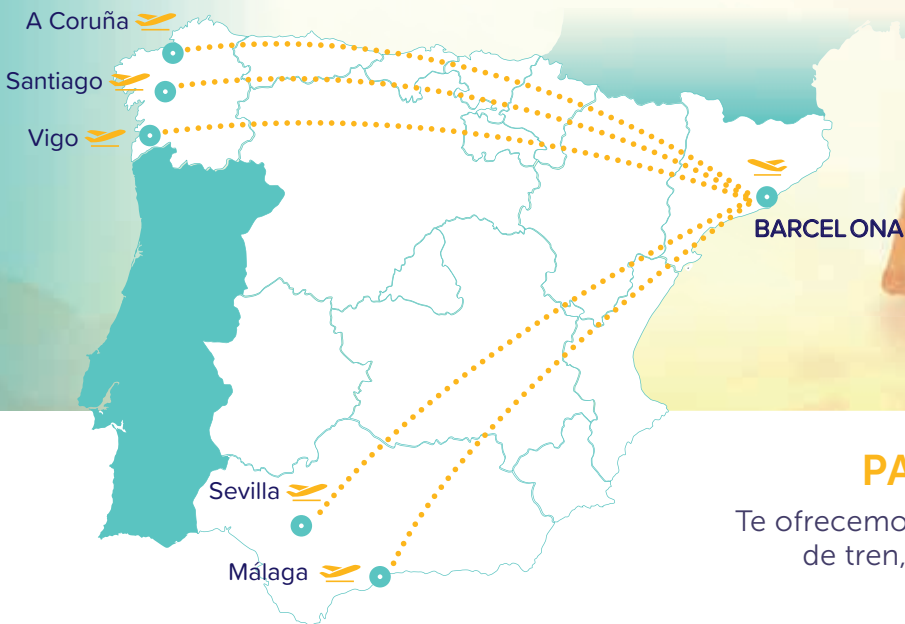 A Coruña
Santiago
Vigo
BARCELONA
Sevilla
Málaga
PA
Te ofrecemo
de tren,